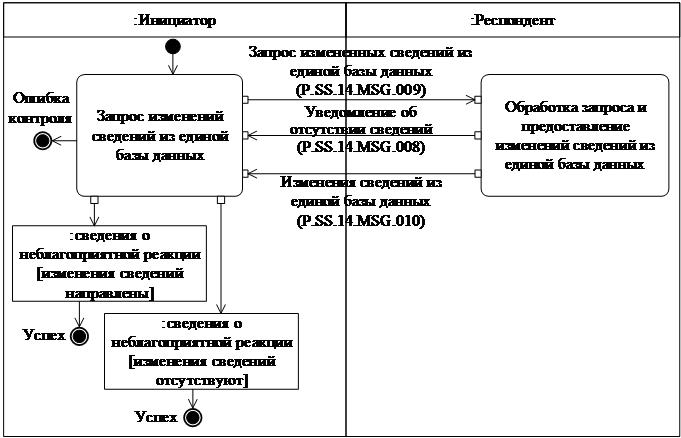 :Инициатор
:Респондент
Запрос измененных сведений из
единой базы данных
(P.SS.14.MSG.009)
Ошибка
контроля
Запрос изменений
сведений из единой
базы данных
Уведомление об
отсутствии сведений
(P.SS.14.MSG.008)
Обработка запроса и
предоставление
изменений сведений из
единой базы данных
Изменения сведений из
единой базы данных
(P.SS.14.MSG.010)
:сведения о
неблагоприятной реакции
[изменения сведений
направлены]
Успех
:сведения о
неблагоприятной реакции
[изменения сведений
отсутствуют]
Успех